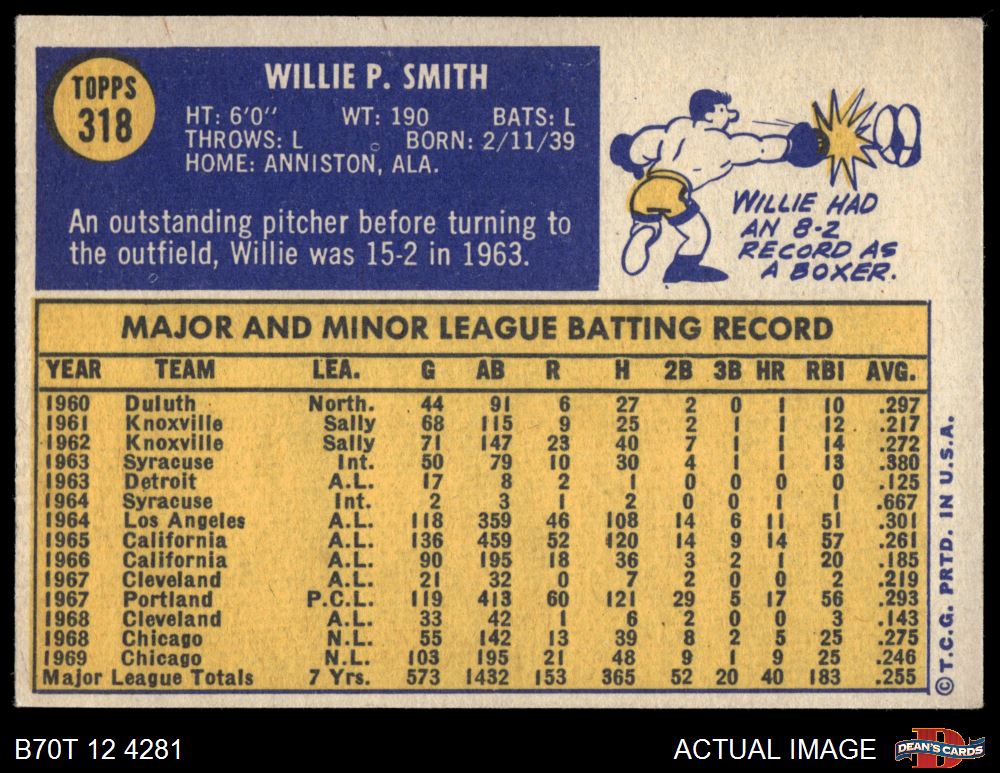 TOPPS
318
WILLIE P. SMITH
HT: 6'0" WT: 190 BATS: L
THROWS: L BORN: 2/11/39
HOME: ANNISTON, ALA.
An outstanding pitcher before turning to
the outfield, Willie was 15-2 in 1963.
WILLIE HAD
AN 8-2
RECORD AS
A BOXER.
MAJOR AND MINOR LEAGUE BATTING RECORD
YEAR TEAM LEA. G AB R H 2B 3B HR RBI AVG.
1960 Duluth North. 44 91 6 27 2 0 1 10 .297
1961 Knoxville Sally 68 115 9 25 2 1 1 12 .217
1962 Knoxville Sally 71 147 23 40 7 1 1 14 .272
1963 Syracuse Int. 50 79 10 30 4 1 1 13 .380
1963 Detroit A.L. 17 8 2 1 0 0 0 0 .125
1964 Syracuse Int. 2 3 1 2 0 0 1 1 .667
1964 Los Angeles A.L. 118 359 46 108 14 6 11 51 .301
1965 California A.L. 136 459 52 120 14 9 14 57 .261
1966 California A.L. 90 195 18 36 3 2 1 20 .185
1967 Cleveland A.L. 21 32 0 7 2 0 0 2 .219
1967 Portland P.C.L. 119 413 60 121 29 5 17 56 .293
1968 Cleveland A.L. 33 42 1 6 2 0 0 3 .143
1968 Chicago N.L. 55 142 13 39 8 2 5 25 .275
1969 Chicago N.L. 103 195 21 48 9 1 9 25 .246
Major League Totals 7 Yrs. 573 1432 153 365 52 20 40 183 .255
© T.C.G. PRTD. IN U.S.A.
B70T 12 4281
ACTUAL IMAGE
D
DEAN'S CARDS